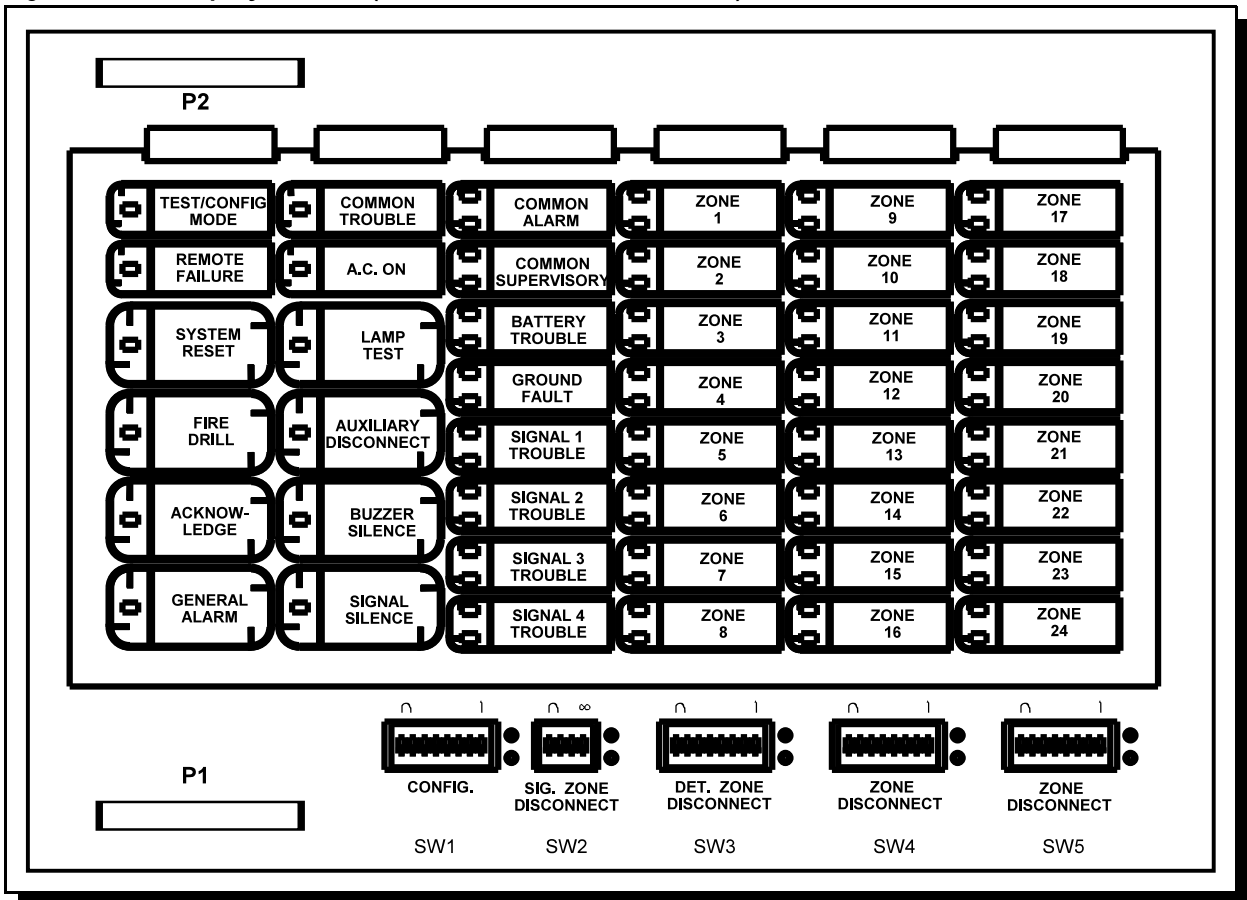 P2
TEST/CONFIG
MODE
COMMON
TROUBLE
COMMON
ALARM
ZONE
1
ZONE
9
ZONE
17
REMOTE
FAILURE
A.C. ON
COMMON
SUPERVISORY
ZONE
2
ZONE
10
ZONE
18
SYSTEM
RESET
LAMP
TEST
BATTERY
TROUBLE
ZONE
3
ZONE
11
ZONE
19
GROUND
FAULT
ZONE
4
ZONE
12
ZONE
20
FIRE
DRILL
AUXILIARY
DISCONNECT
SIGNAL 1
TROUBLE
ZONE
5
ZONE
13
ZONE
21
ACKNOW-
LEDGE
BUZZER
SILENCE
SIGNAL 2
TROUBLE
ZONE
6
ZONE
14
ZONE
22
SIGNAL 3
TROUBLE
ZONE
7
ZONE
15
ZONE
23
GENERAL
ALARM
SIGNAL
SILENCE
SIGNAL 4
TROUBLE
ZONE
8
ZONE
16
ZONE
24
P1
CONFIG.
SIG. ZONE
DISCONNECT
DET. ZONE
DISCONNECT
ZONE
DISCONNECT
ZONE
DISCONNECT
SW1
SW2
SW3
SW4
SW5